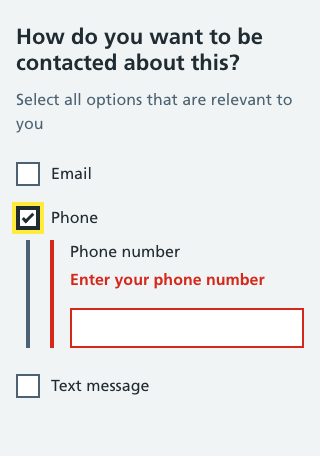 How do you want to be
contacted about this?
Select all options that are relevant to
you
Email
Phone
Phone number
Enter your phone number
Text message